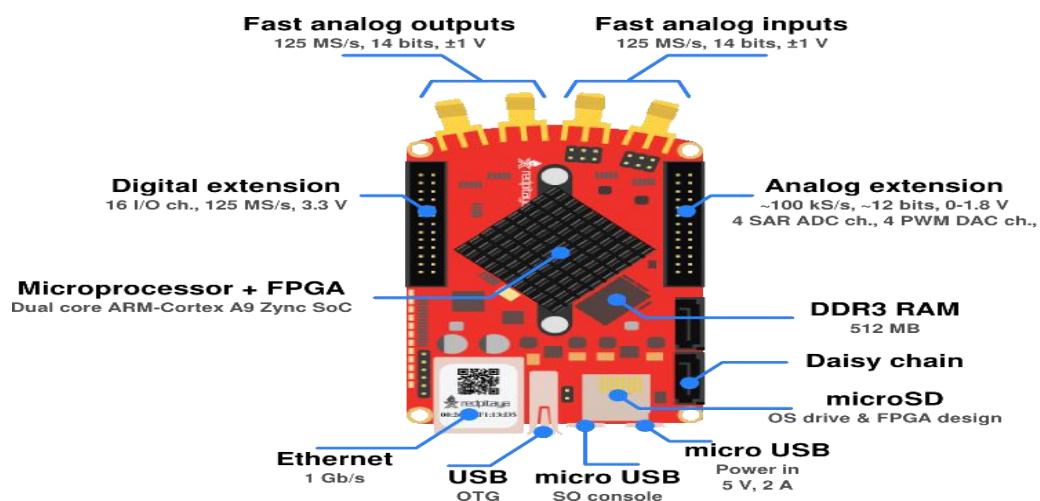 Fast analog outputs
125 MS/s, 14 bits, ±1 V
Fast analog inputs
125 MS/s, 14 bits, ±1 V
Digital extension
16 I/O ch., 125 MS/s, 3.3 V
Analog extension
~100 kS/s, ~12 bits, 0-1.8 V
4 SAR ADC ch., 4 PWM DAC ch.,
Microprocessor + FPGA
Dual core ARM-Cortex A9 Zync SoC
DDR3 RAM
512 MB
Daisy chain
microSD
OS drive & FPGA design
redpitaya
redpitaya
Ethernet
1 Gb/s
USB
OTG
micro USB
SO console
micro USB
Power in
5 V, 2 A